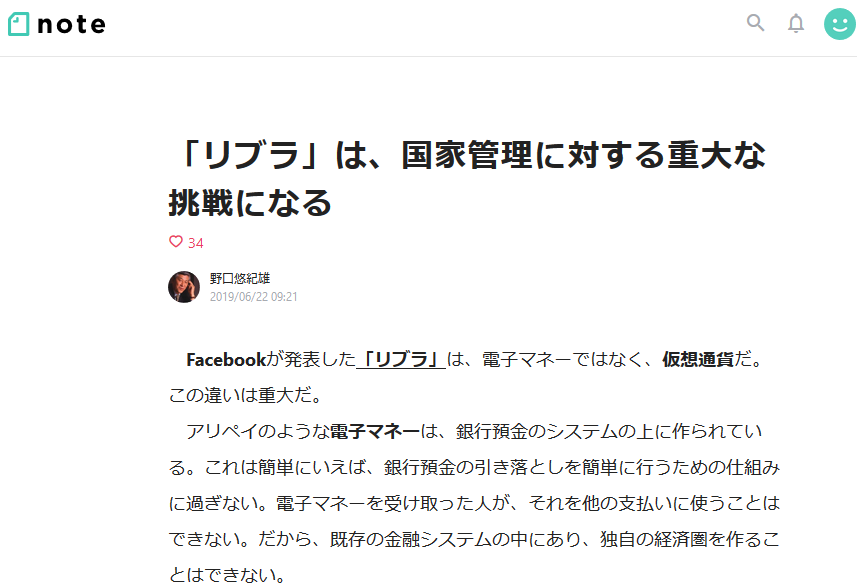 note
「リブラ」は、国家管理に対する重大な
挑戦になる
34
野口悠紀雄
2019/06/22 09:21
Facebookが発表した「リブラ」は、電子マネーではなく、仮想通貨だ。
この違いは重大だ。
アリペイのような電子マネーは、銀行預金のシステムの上に作られてい
る。これは簡単にいえば、銀行預金の引き落としを簡単に行うための仕組み
に過ぎない。電子マネーを受け取った人が、それを他の支払いに使うことは
できない。だから、既存の金融システムの中にあり、独自の経済圏を作るこ
とはできない。